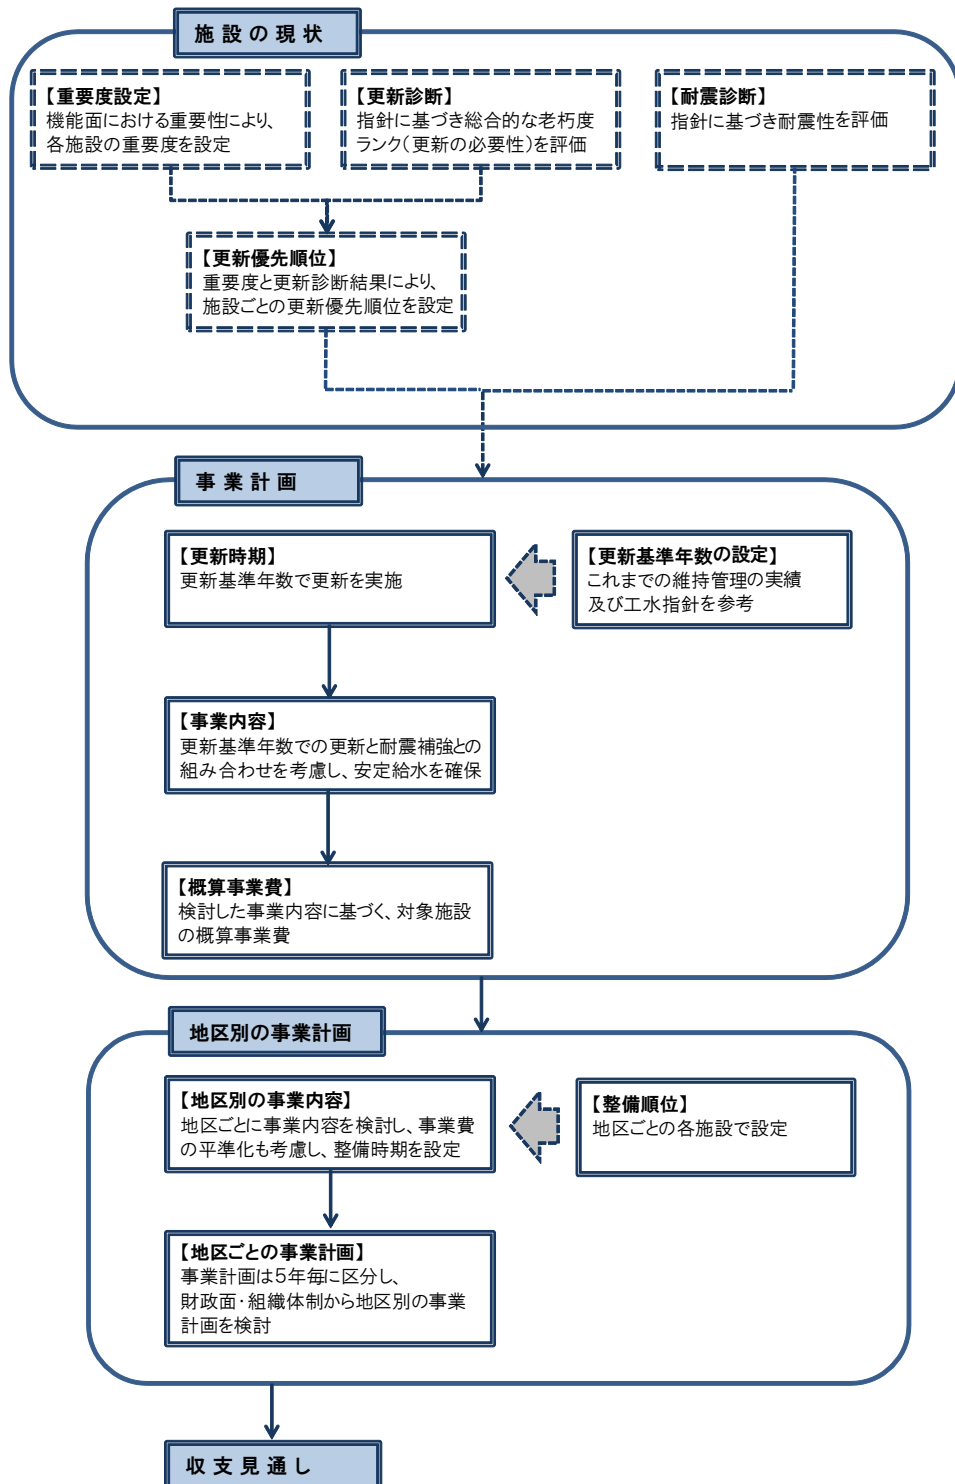 施設の現状
【重要度設定】
機能面における重要性により、
各施設の重要度を設定
【更新診断】
指針に基づき総合的な老朽度
ランク(更新の必要性)を評価
【耐震診断】
指針に基づき耐震性を評価
【更新優先順位】
重要度と更新診断結果により、
施設ごとの更新優先順位を設定
事業計画
【更新時期】
更新基準年数で更新を実施
【更新基準年数の設定】
これまでの維持管理の実績
及び工水指針を参考
【事業内容】
更新基準年数での更新と耐震補強との
組み合わせを考慮し、安定給水を確保
【概算事業費】
検討した事業内容に基づく、対象施設
の概算事業費
地区別の事業計画
【地区別の事業内容】
地区ごとに事業内容を検討し、事業費
の平準化も考慮し、整備時期を設定
【整備順位】
地区ごとの各施設で設定
【地区ごとの事業計画】
事業計画は5年毎に区分し、
財政面・組織体制から地区別の事業
計画を検討
収支見通し